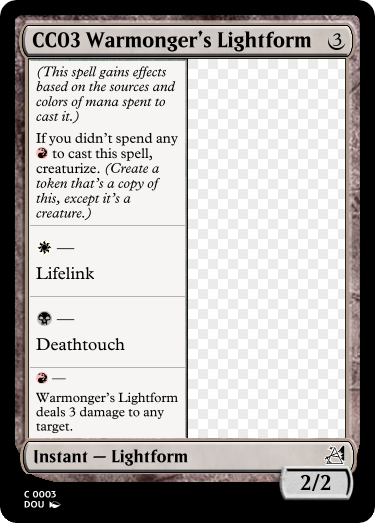 CC03 Warmonger's Lightform 3
(This spell gains effects
based on the sources and
colors of mana spent to
cast it.)
If you didn't spend any
to cast this spell,
creaturize. (Create a
token that's a copy of
this, except it's a
creature.)
—
Lifelink
—
Deathtouch
—
Warmonger's Lightform
deals 3 damage to any
target.
Instant — Lightform
2/2
C 0003
DOU